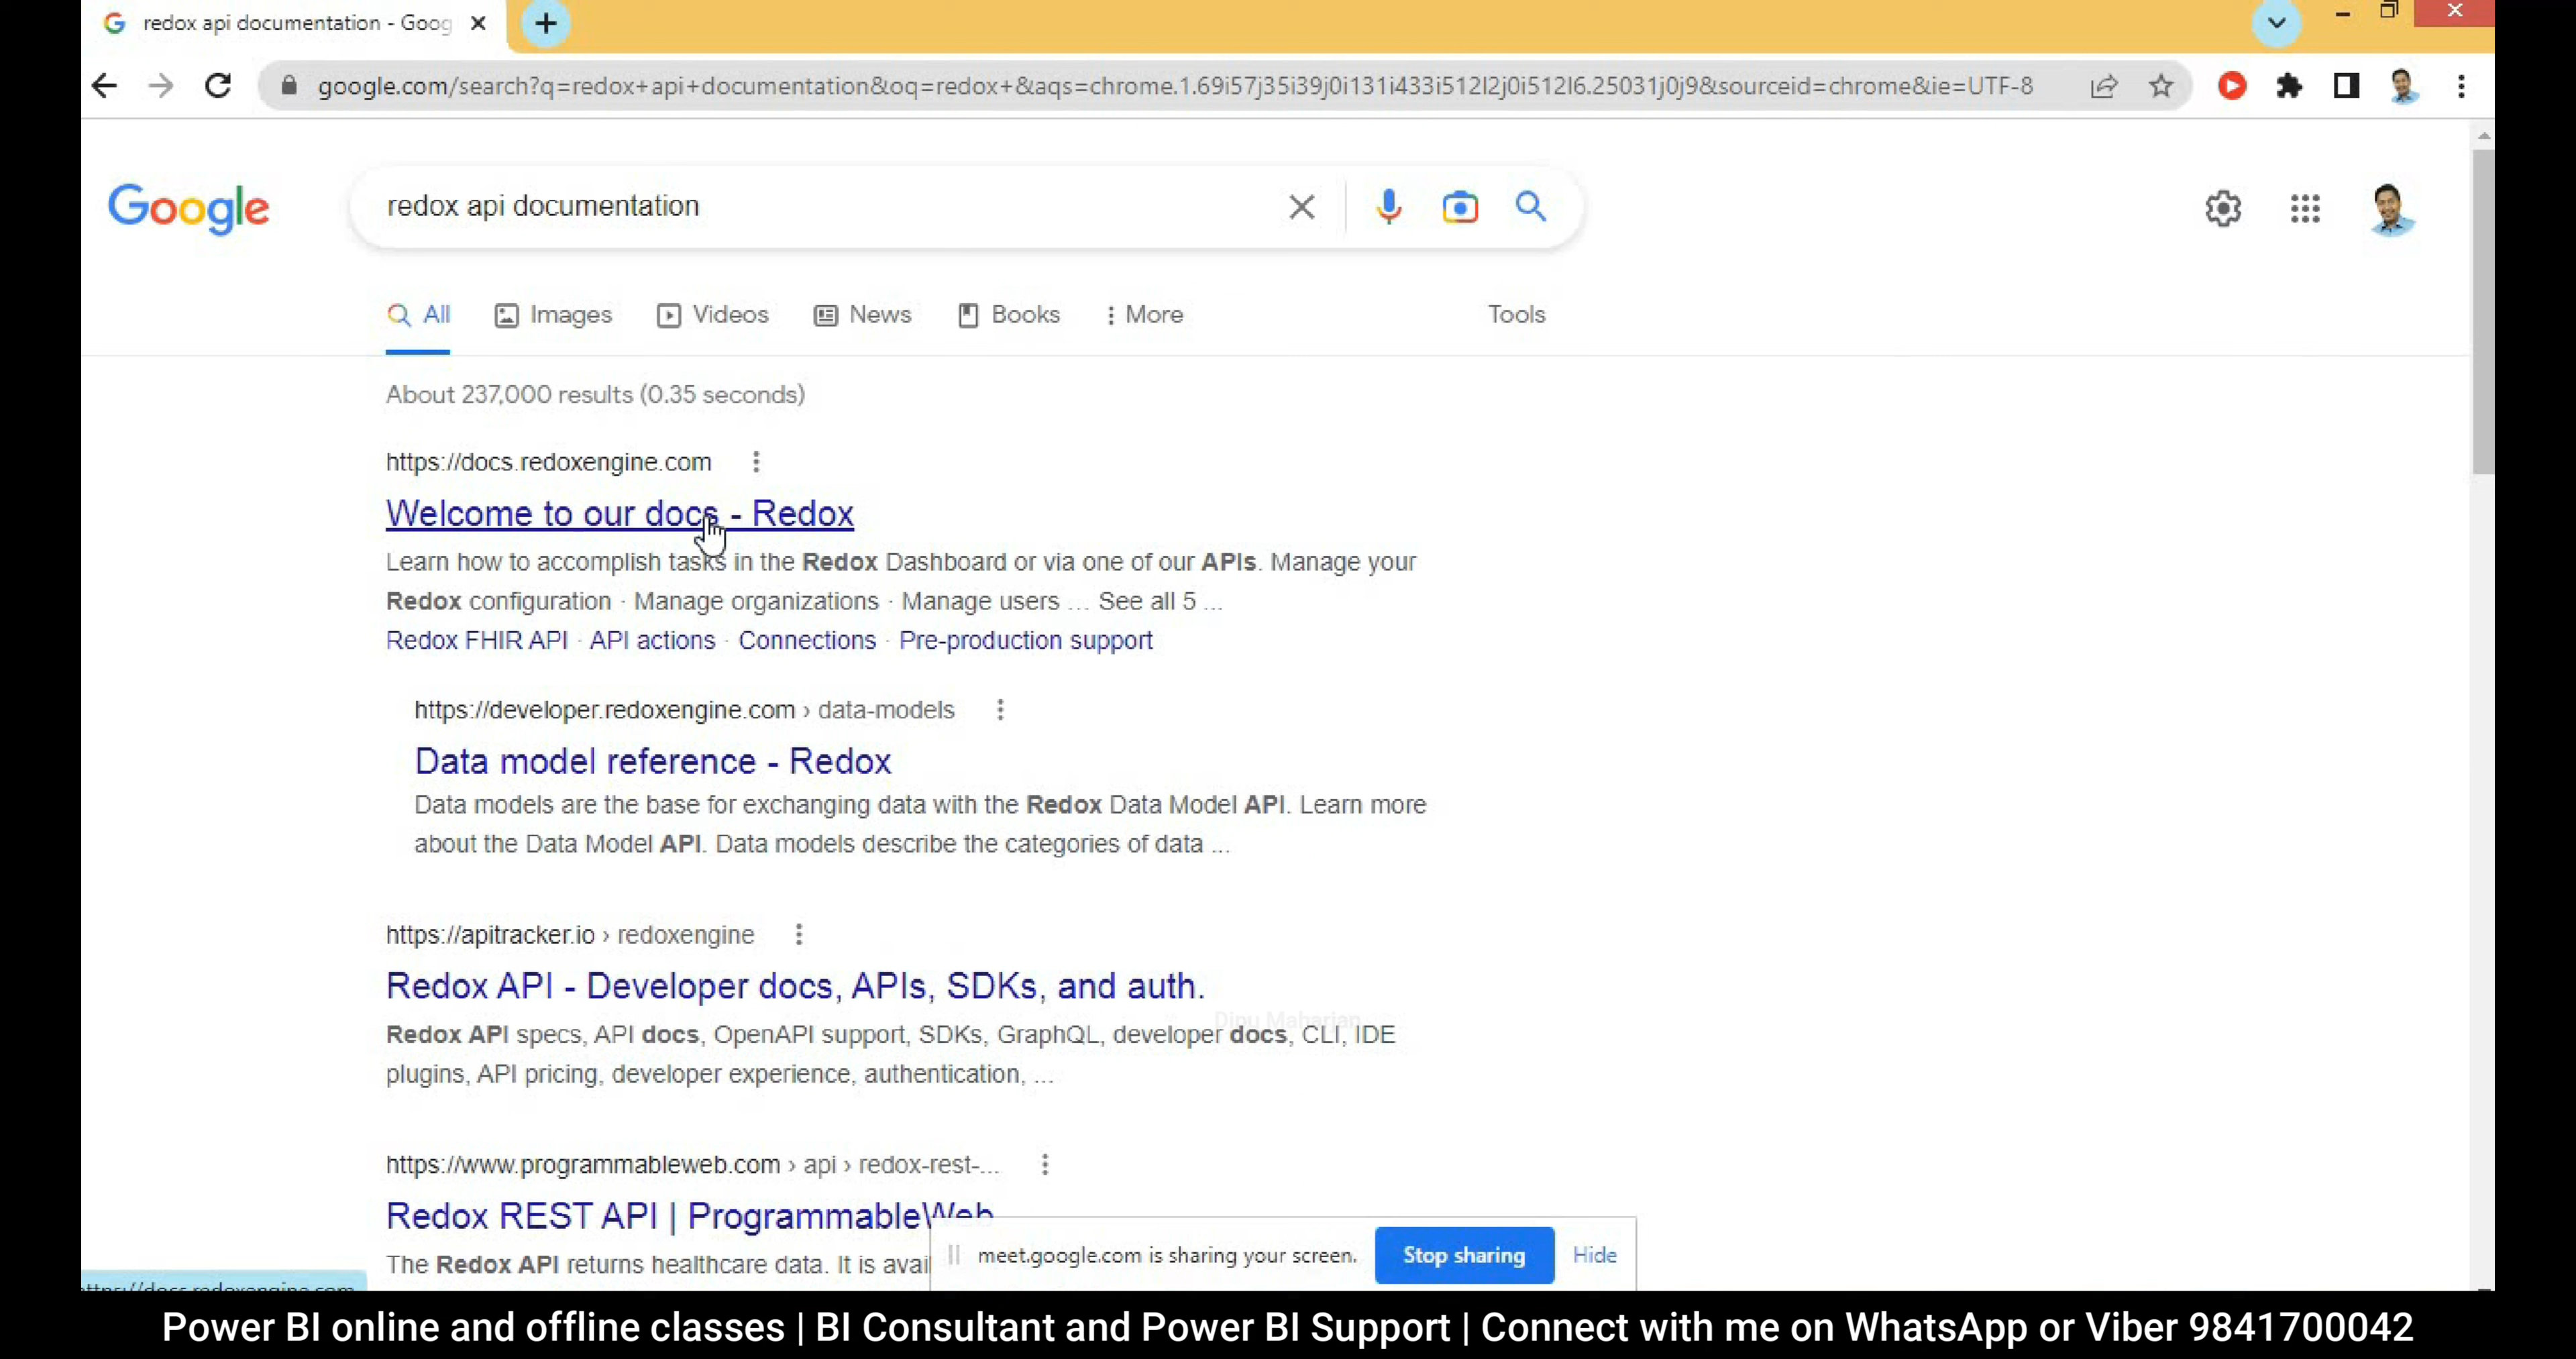 redox api documentation - Goog
google.com/search?q=redox+api+documentation&oq=redox+&aqs=chrome.1.69i57j35i39j0i131i433i512l2j0i512l6.25031j0j9&sourceid=chrome&ie=UTF-8
Google
redox api documentation
All Images Videos News Books More Tools
About 237,000 results (0.35 seconds)
https://docs.redoxengine.com
Welcome to our docs - Redox
Learn how to accomplish tasks in the Redox Dashboard or via one of our APIs. Manage your
Redox configuration · Manage organizations · Manage users ... See all 5 ...
Redox FHIR API · API actions · Connections · Pre-production support
https://developer.redoxengine.com › data-models
Data model reference - Redox
Data models are the base for exchanging data with the Redox Data Model API. Learn more
about the Data Model API. Data models describe the categories of data ...
https://apitracker.io › redoxengine
Redox API - Developer docs, APIs, SDKs, and auth.
Dipu Maharjan
Redox API specs, API docs, OpenAPI support, SDKs, GraphQL, developer docs, CLI, IDE
plugins, API pricing, developer experience, authentication, ...
https://www.programmableweb.com › api › redox-rest-...
Redox REST API | ProgrammableWeb
The Redox API returns healthcare data. It is avai
meet.google.com is sharing your screen. Stop sharing Hide
https://docs.redoxengine.com
Power BI online and offline classes | BI Consultant and Power BI Support | Connect with me on WhatsApp or Viber 9841700042